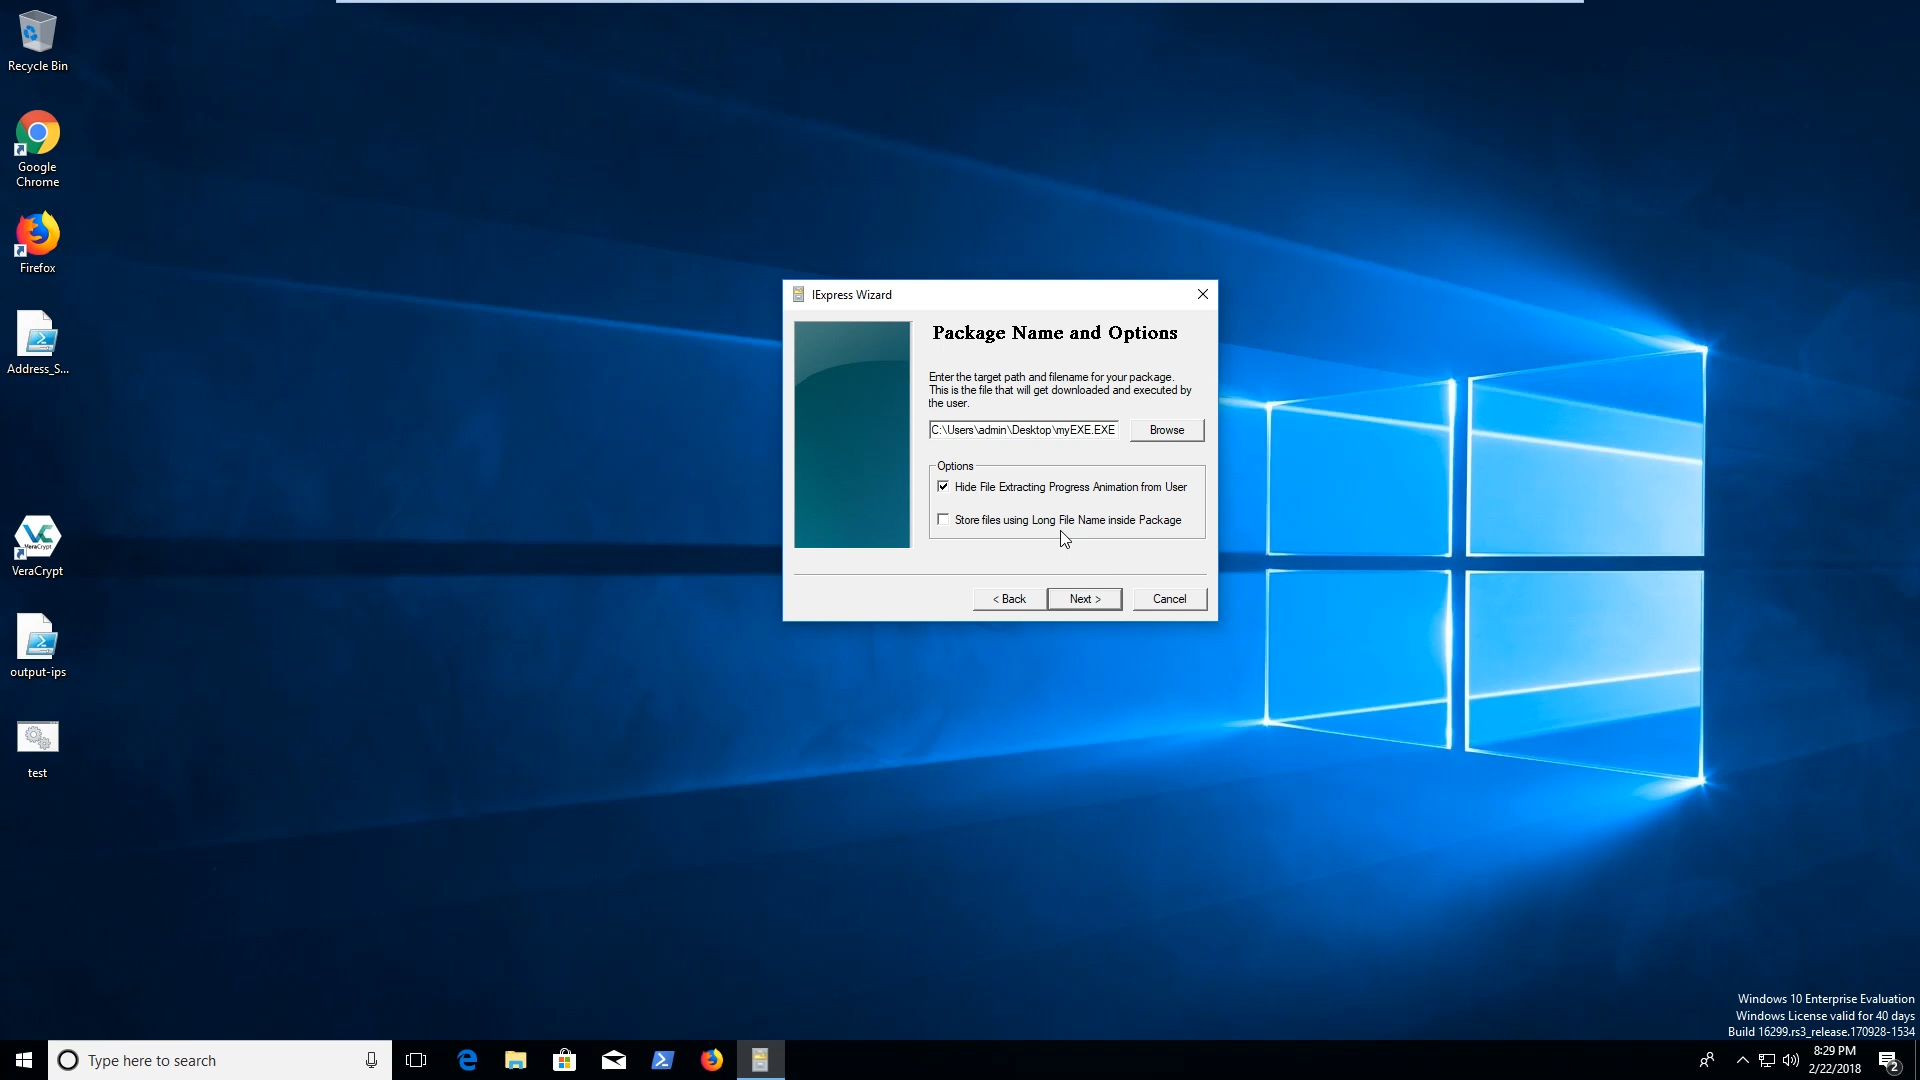 Recycle Bin
Google
Chrome
Firefox
Address_S...
VeraCrypt
VeraCrypt
output-ips
test
IExpress Wizard
Package Name and Options
Enter the target path and filename for your package.
This is the file that will get downloaded and executed by
the user.
C:\Users\admin\Desktop\myEXE.EXE
Browse
Options
Hide File Extracting Progress Animation from User
Store files using Long File Name inside Package
< Back
Next >
Cancel
Windows 10 Enterprise Evaluation
Windows License valid for 40 days
Build 16299.rs3_release.170928-1534
Type here to search
8:29 PM
2/22/2018
2